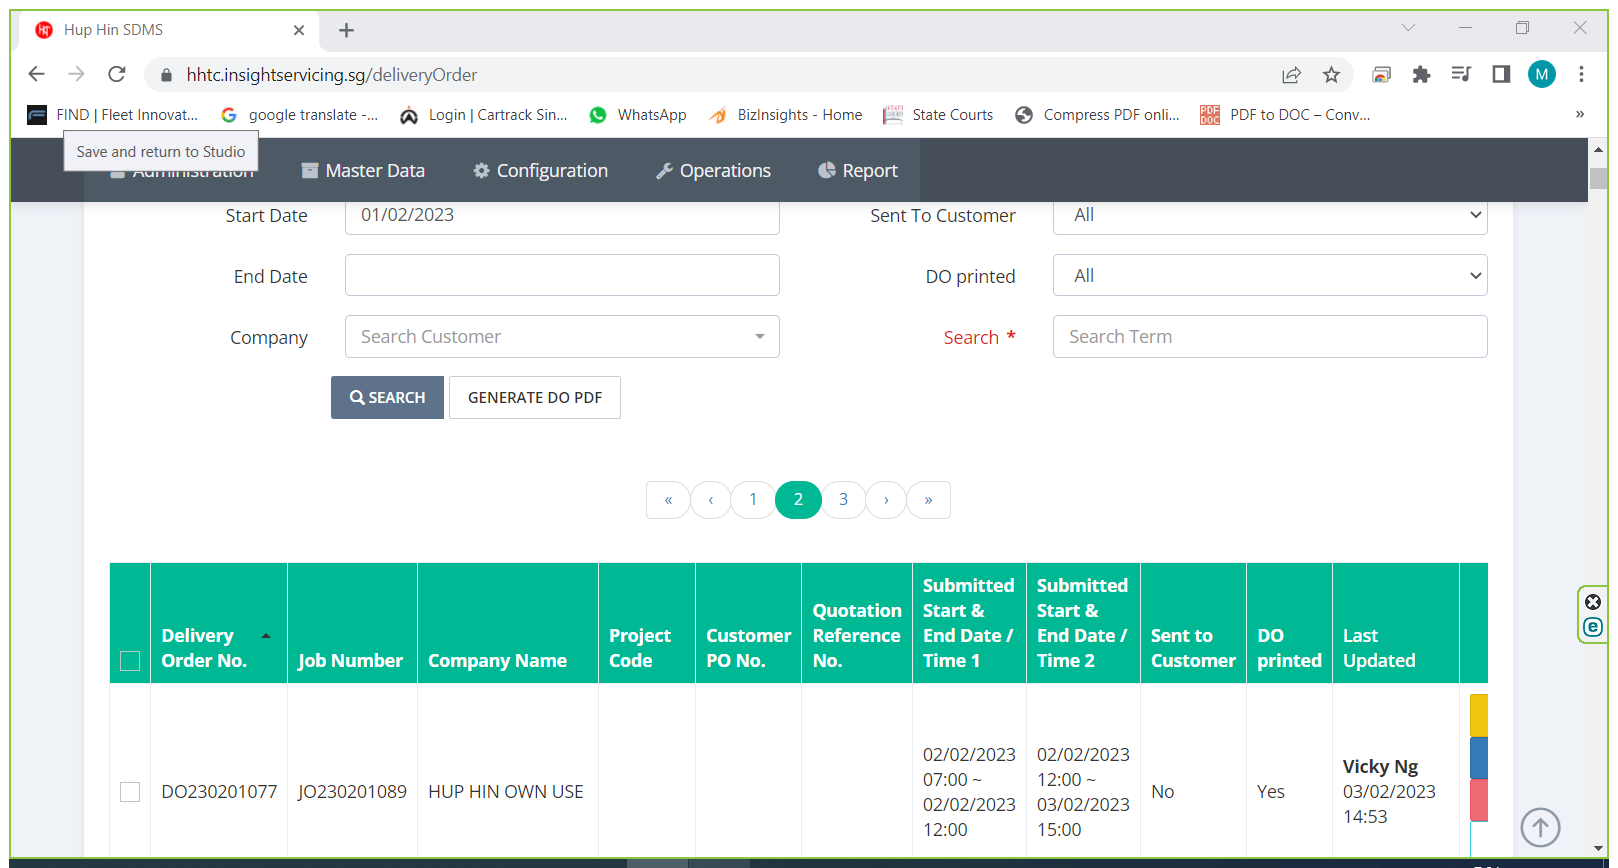 Hup Hin SDMS
hhtc.insightservicing.sg/deliveryOrder
M
FIND | Fleet Innovat...
google translate -...
Login | Cartrack Sin...
WhatsApp
BizInsights - Home
State Courts
Compress PDF onli...
PDF DOC
PDF to DOC – Conv...
»
Save and return to Studio
Administration
Master Data
Configuration
Operations
Report
Start Date
01/02/2023
Sent To Customer
All
End Date
DO printed
All
Company
Search Customer
Search *
Search Term
SEARCH
GENERATE DO PDF
« ‹ 1 2 3 › »
Delivery
Order No.
Job Number
Company Name
Project
Code
Customer
PO No.
Quotation
Reference
No.
Submitted
Start &
End Date /
Time 1
Submitted
Start &
End Date /
Time 2
Sent to
Customer
DO
printed
Last
Updated
DO230201077
JO230201089
HUP HIN OWN USE
02/02/2023
07:00 ~
02/02/2023
12:00
02/02/2023
12:00 ~
03/02/2023
15:00
No
Yes
Vicky Ng
03/02/2023
14:53